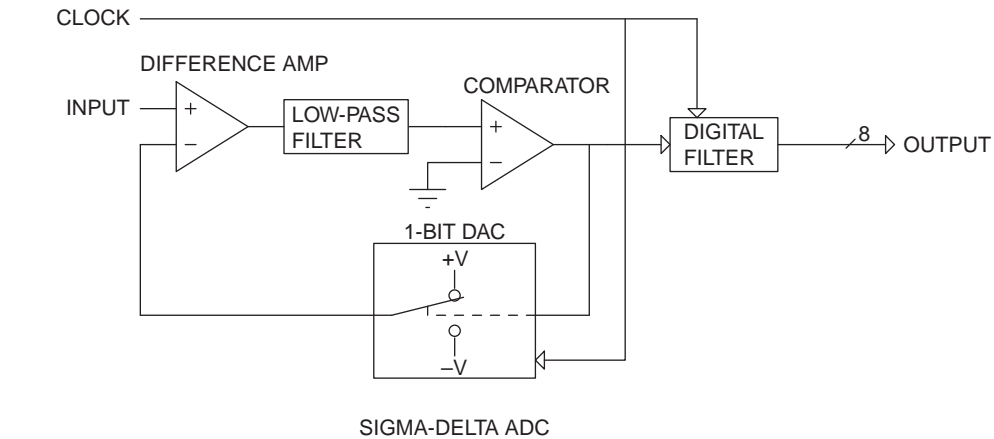 CLOCK
DIFFERENCE AMP
COMPARATOR
INPUT
+
−
LOW-PASS
FILTER
+
−
DIGITAL
FILTER
8
OUTPUT
1-BIT DAC
+V
−V
SIGMA-DELTA ADC